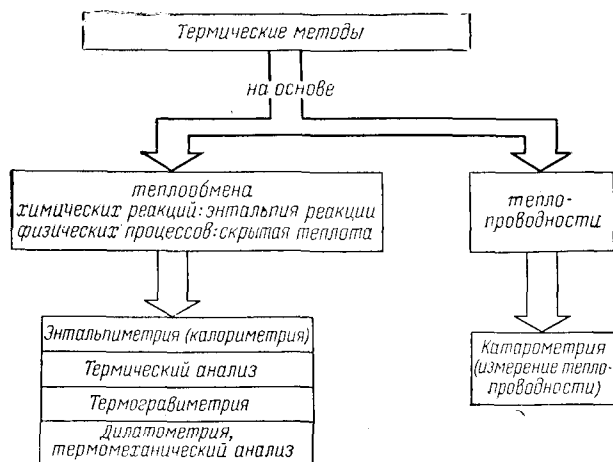 Термические методы
на основе
теплообмена
химических реакций: энтальпия реакции
физических процессов: скрытая теплота
тепло-
проводности
Энтальпиметрия (калориметрия)
Термический анализ
Термогравиметрия
Дилатометрия,
термомеханический анализ
Катарометрия
(измерение тепло-
проводности)